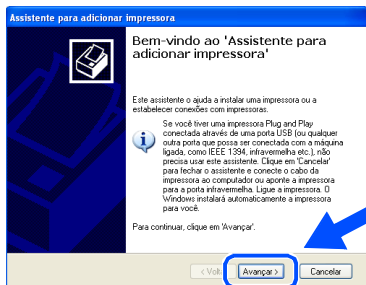 Assistente para adicionar impressora
Bem-vindo ao 'Assistente para
adicionar impressora'
Este assistente o ajuda a instalar uma impressora ou a
estabelecer conexões com impressoras.
Se você tiver uma impressora Plug and Play
conectada através de uma porta USB (ou qualquer
outra porta que possa ser conectada com a máquina
ligada, como IEEE 1394, infravermelha etc.), não
precisa usar este assistente. Clique em 'Cancelar'
para fechar o assistente e conecte o cabo da
impressora ao computador ou aponte a impressora
para a porta infravermelha. Ligue a impressora. O
Windows instalará automaticamente a impressora
para você.
Para continuar, clique em 'Avançar'.
< Volta
Avançar >
Cancelar